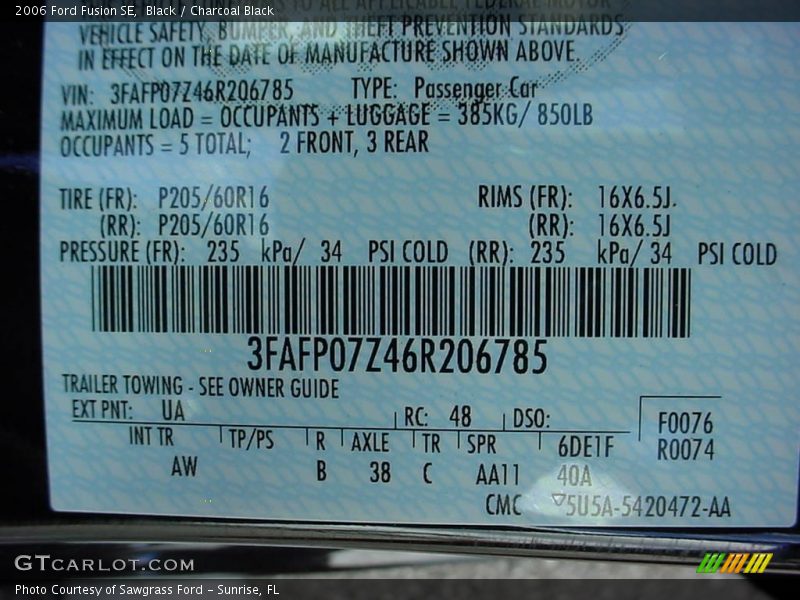 2006 Ford Fusion SE, Black / Charcoal Black
TO ALL APPLICABLE FEDERAL MOTOR
VEHICLE SAFETY, BUMPER, AND THEFT PREVENTION STANDARDS
IN EFFECT ON THE DATE OF MANUFACTURE SHOWN ABOVE.
VIN: 3FAFP07Z46R206785 TYPE: Passenger Car
MAXIMUM LOAD = OCCUPANTS + LUGGAGE = 385KG/ 850LB
OCCUPANTS = 5 TOTAL; 2 FRONT, 3 REAR
TIRE (FR): P205/60R16 RIMS (FR): 16X6.5J.
(RR): P205/60R16 (RR): 16X6.5J
PRESSURE (FR): 235 kPa/ 34 PSI COLD (RR): 235 kPa/ 34 PSI COLD
3FAFP07Z46R206785
TRAILER TOWING - SEE OWNER GUIDE
EXT PNT: UA RC: 48 DSO: F0076
INT TR TP/PS R AXLE TR SPR 6DE1F R0074
AW B 38 C AA11 40A
CMC ▽5U5A-5420472-AA
GTCARLOT.COM
Photo Courtesy of Sawgrass Ford - Sunrise, FL